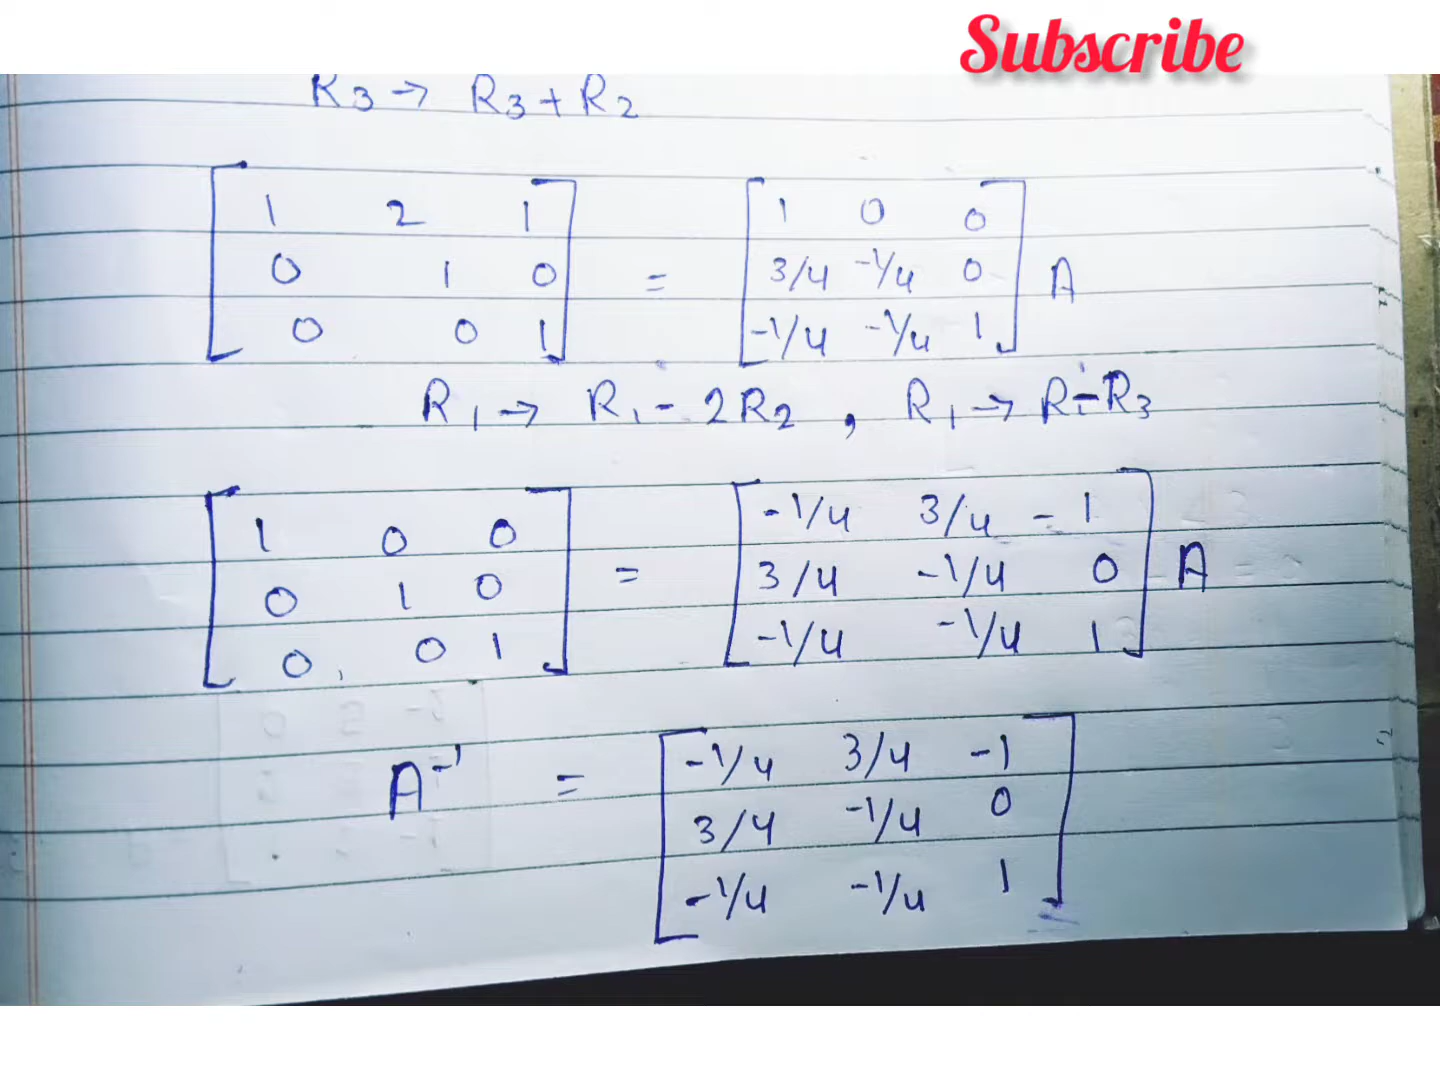 Subscribe
R3 → R3 + R2
[1 2 1] [1 0 0]
[0 1 0] = [3/4 -1/4 0] A
[0 0 1] [-1/4 -1/4 1]
R1 → R1 - 2R2 , R1 → R1 - R3
[1 0 0] [-1/4 3/4 -1]
[0 1 0] = [3/4 -1/4 0] A
[0 0 1] [-1/4 -1/4 1]
[-1/4 3/4 -1]
A⁻¹ = [3/4 -1/4 0]
[-1/4 -1/4 1]